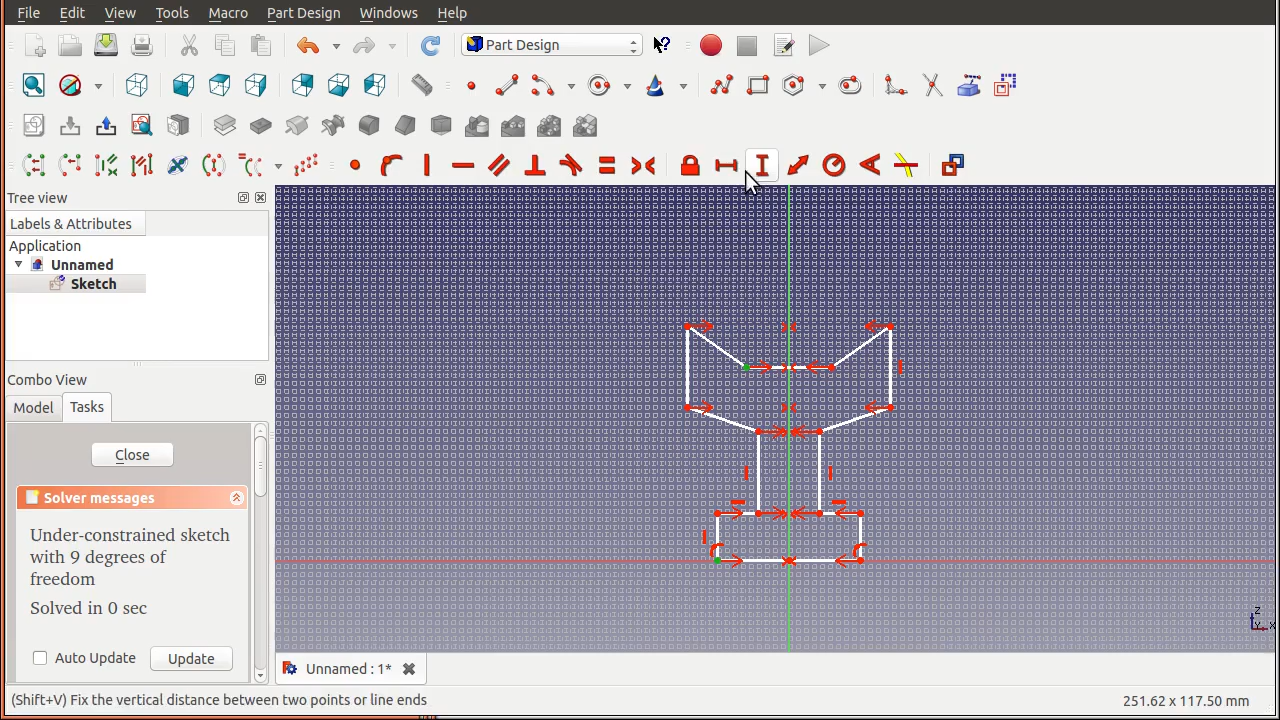 File Edit View Tools Macro Part Design Windows Help
Part Design
Tree view
Labels & Attributes
Application
Unnamed
Sketch
Combo View
Model Tasks
Close
Solver messages
Under-constrained sketch
with 9 degrees of
freedom
Solved in 0 sec
Auto Update Update
Unnamed : 1*
(Shift+V) Fix the vertical distance between two points or line ends 251.62 x 117.50 mm